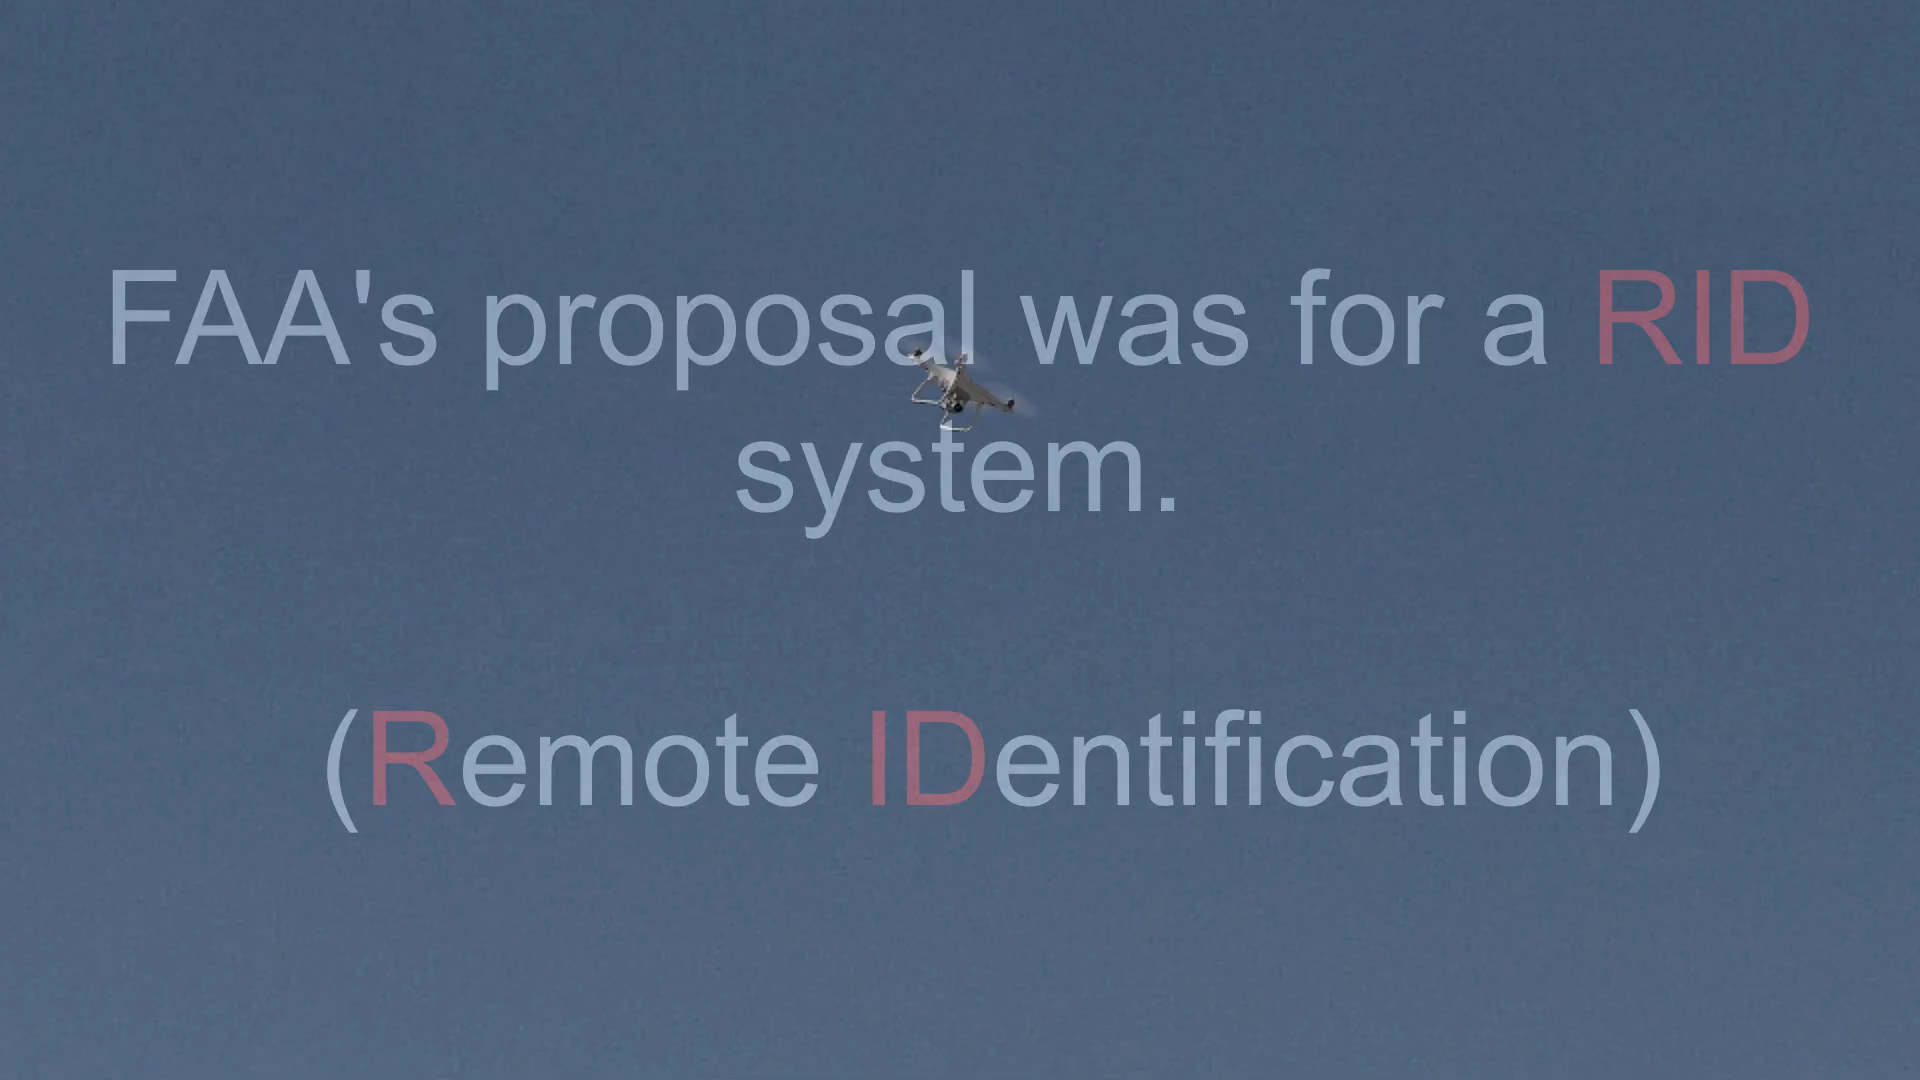 FAA's proposal was for a RID
system.
(Remote IDentification)